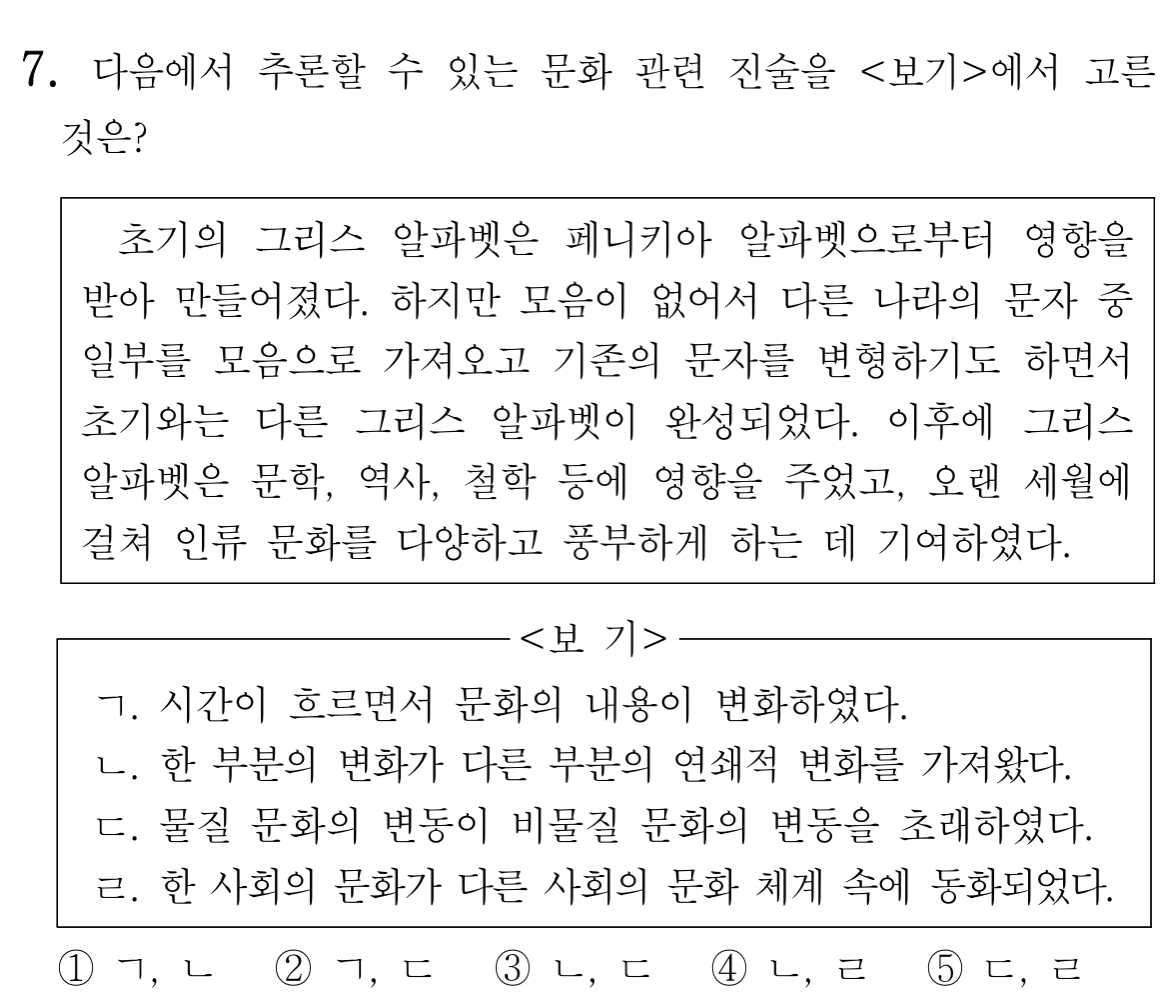 7. 다음에서 추론할 수 있는 문화 관련 진술을 <보기>에서 고른
것은?
초기의 그리스 알파벳은 페니키아 알파벳으로부터 영향을
받아 만들어졌다. 하지만 모음이 없어서 다른 나라의 문자 중
일부를 모음으로 가져오고 기존의 문자를 변형하기도 하면서
초기와는 다른 그리스 알파벳이 완성되었다. 이후에 그리스
알파벳은 문학, 역사, 철학 등에 영향을 주었고, 오랜 세월에
걸쳐 인류 문화를 다양하고 풍부하게 하는 데 기여하였다.
<보 기>
ㄱ. 시간이 흐르면서 문화의 내용이 변화하였다.
ㄴ. 한 부분의 변화가 다른 부분의 연쇄적 변화를 가져왔다.
ㄷ. 물질 문화의 변동이 비물질 문화의 변동을 초래하였다.
ㄹ. 한 사회의 문화가 다른 사회의 문화 체계 속에 동화되었다.
① ㄱ, ㄴ ② ㄱ, ㄷ ③ ㄴ, ㄷ ④ ㄴ, ㄹ ⑤ ㄷ, ㄹ